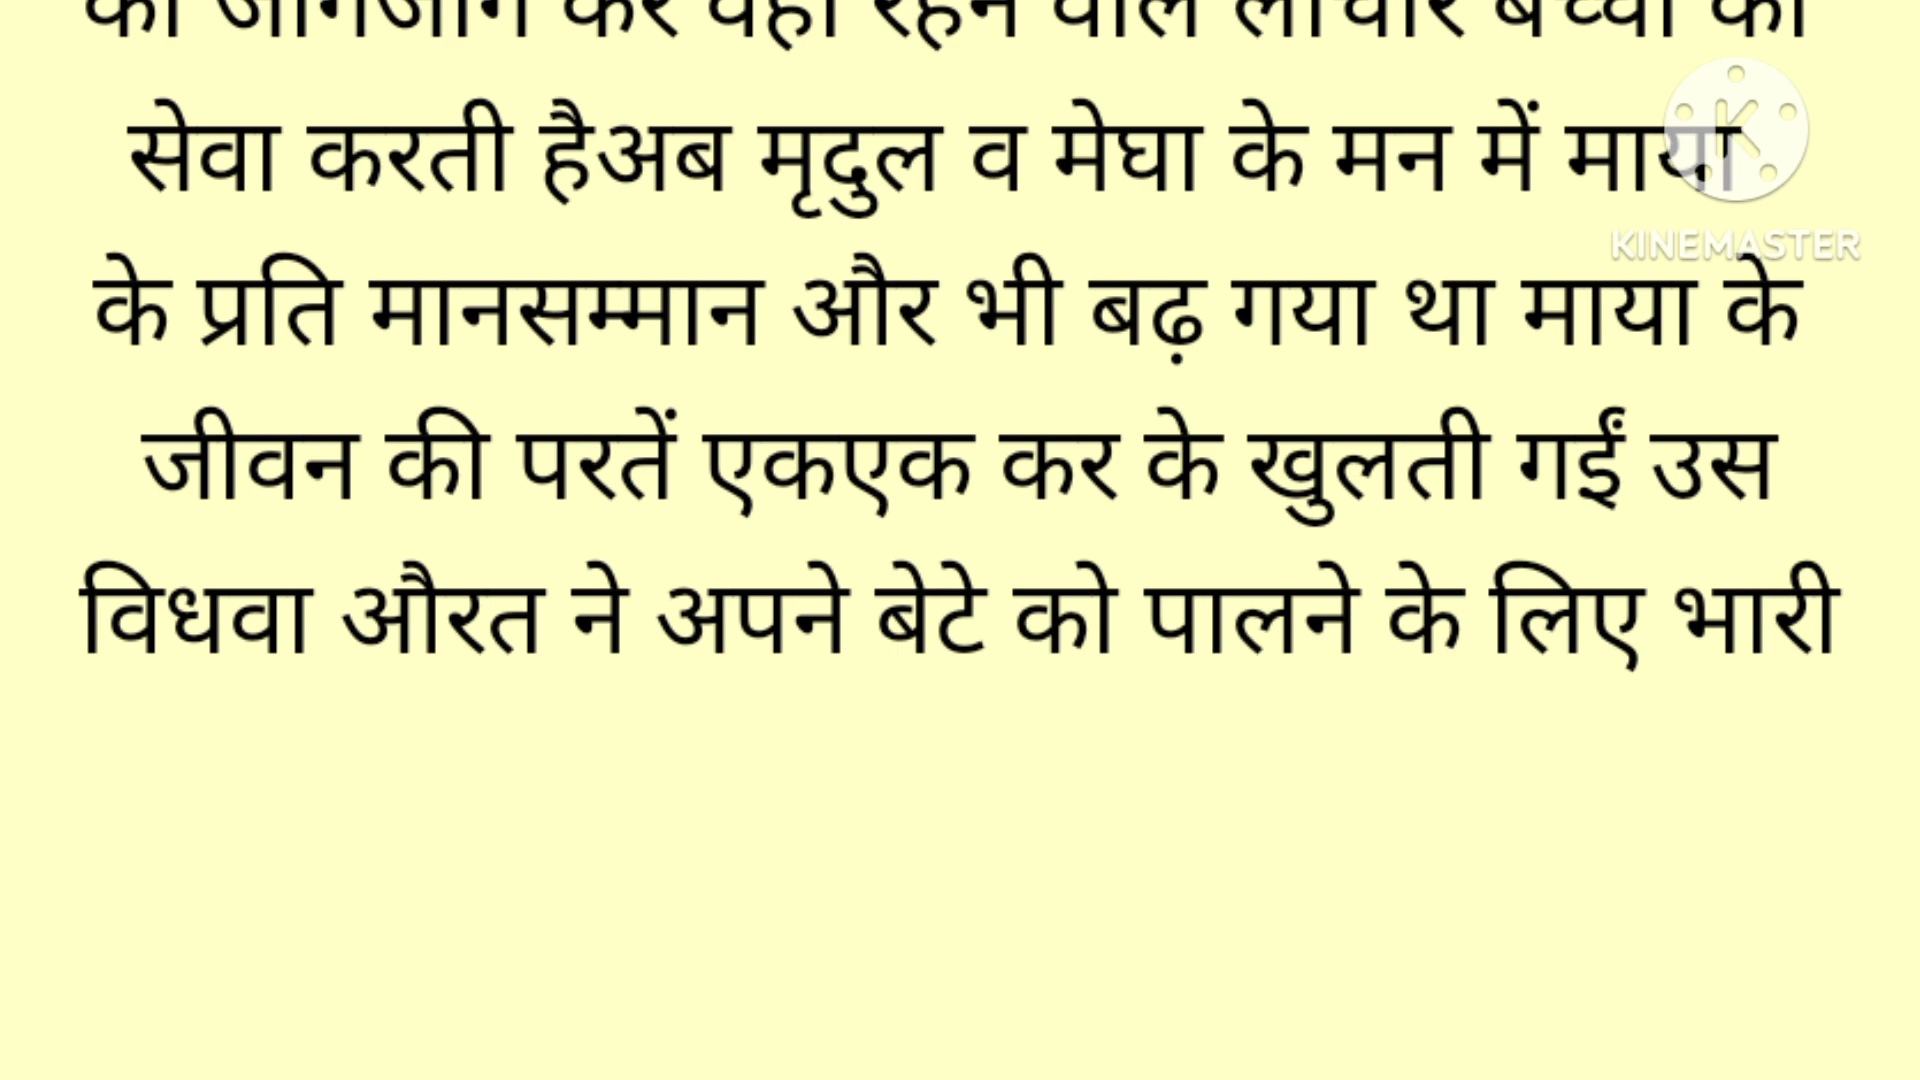 कर
सेवा करती हैअब मृदुल व मेघा के मन में माया
KINEMASTER
के प्रति मानसम्मान और भी बढ़ गया था माया के
जीवन की परतें एकएक कर के खुलती गईं उस
विधवा औरत ने अपने बेटे को पालने के लिए भारी